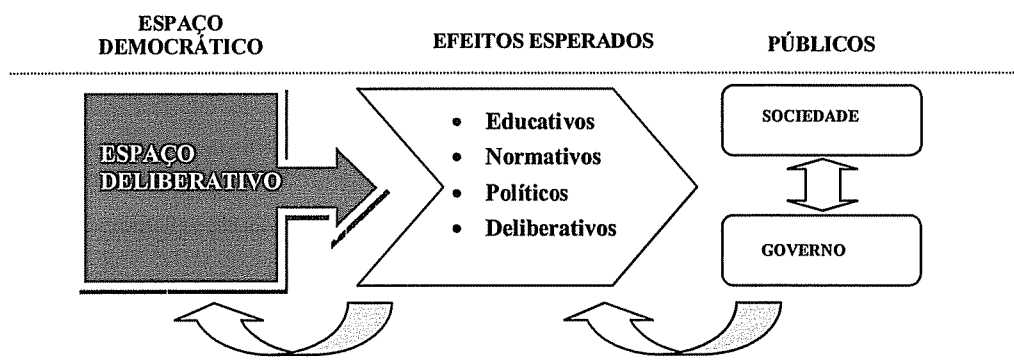 ESPAÇO
DEMOCRÁTICO
EFEITOS ESPERADOS
PÚBLICOS
ESPAÇO
DELIBERATIVO
• Educativos
• Normativos
• Políticos
• Deliberativos
SOCIEDADE
GOVERNO